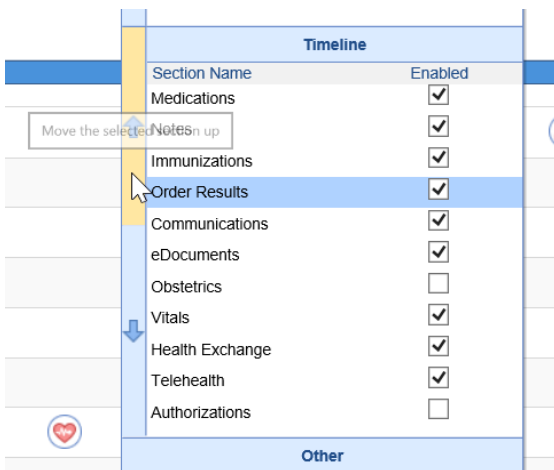 Timeline
Section Name Enabled
Medications
Move the selected section up
Notes
Immunizations
Order Results
Communications
eDocuments
Obstetrics
Vitals
Health Exchange
Telehealth
Authorizations
Other